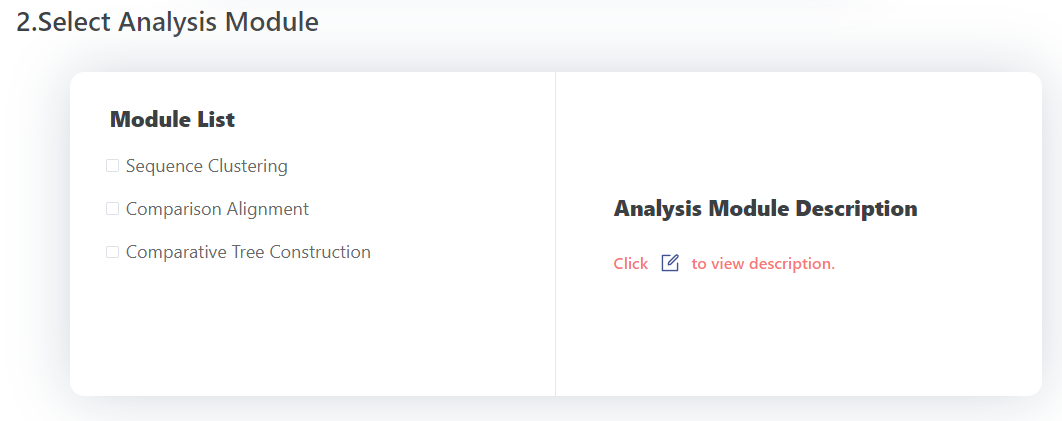 2.Select Analysis Module
Module List
Sequence Clustering
Comparison Alignment
Comparative Tree Construction
Analysis Module Description
Click to view description.